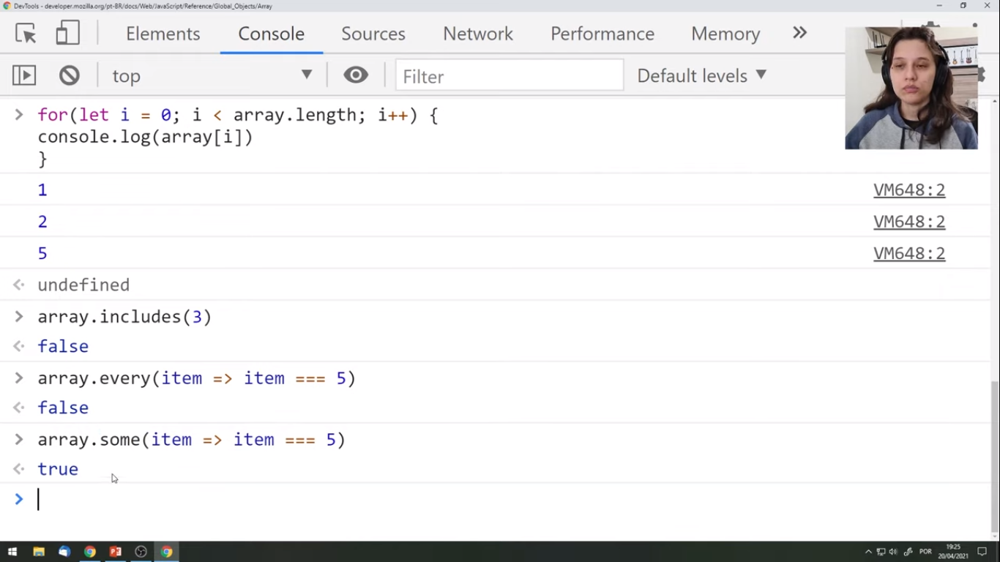 DevTools - developer.mozilla.org/pt-BR/docs/Web/JavaScript/Reference/Global_Objects/Array
Elements Console Sources Network Performance Memory
top Filter Default levels
for(let i = 0; i < array.length; i++) {
console.log(array[i])
}
1 VM648:2
2 VM648:2
5 VM648:2
undefined
array.includes(3)
false
array.every(item => item === 5)
false
array.some(item => item === 5)
true
POR 19:25
20/04/2021